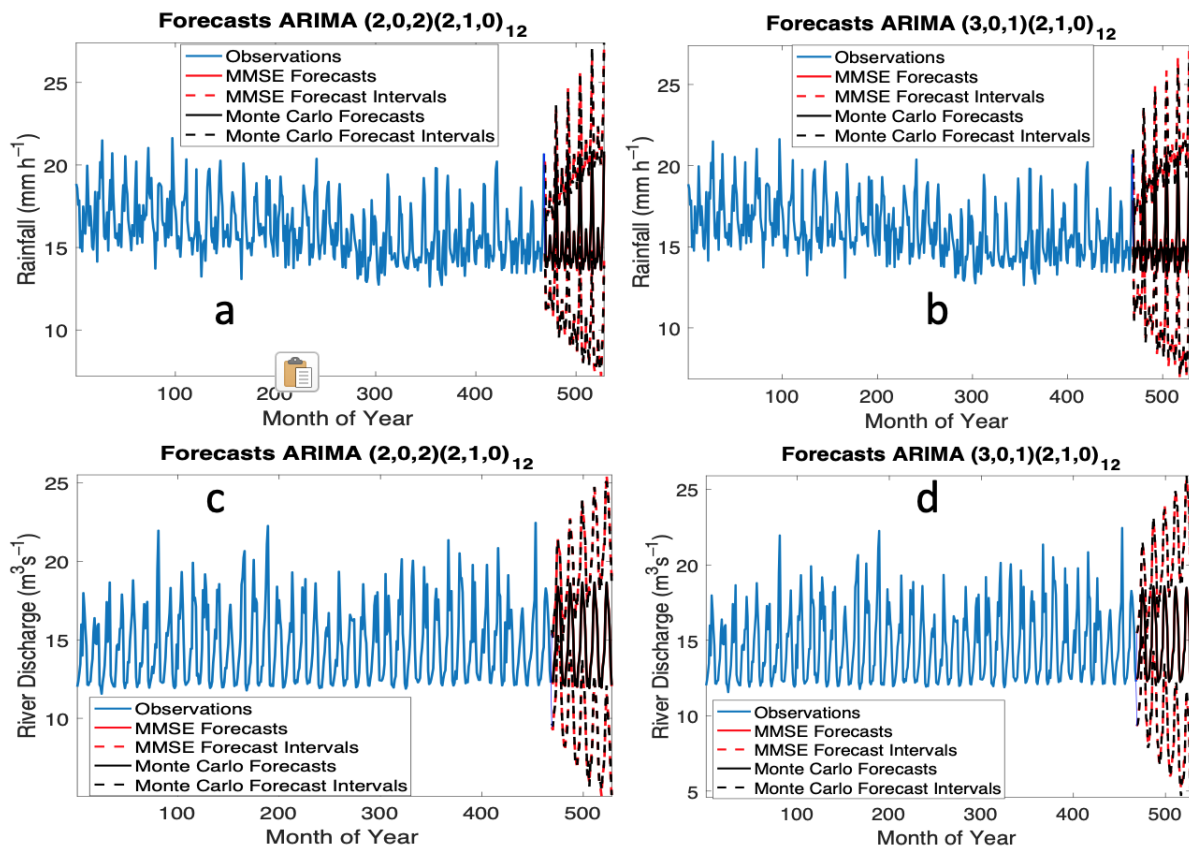 Forecasts ARIMA (2,0,2)(2,1,0)12
Observations
MMSE Forecasts
MMSE Forecast Intervals
Monte Carlo Forecasts
Monte Carlo Forecast Intervals
25
20
15
10
Rainfall (mm h−1)
a
100
200
300
400
500
Month of Year
Forecasts ARIMA (3,0,1)(2,1,0)12
Observations
MMSE Forecasts
MMSE Forecast Intervals
Monte Carlo Forecasts
Monte Carlo Forecast Intervals
25
20
15
10
Rainfall (mm h−1)
b
100
200
300
400
500
Month of Year
Forecasts ARIMA (2,0,2)(2,1,0)12
c
25
20
15
10
River Discharge (m3s−1)
Observations
MMSE Forecasts
MMSE Forecast Intervals
Monte Carlo Forecasts
Monte Carlo Forecast Intervals
100
200
300
400
500
Month of Year
Forecasts ARIMA (3,0,1)(2,1,0)12
d
25
20
15
10
5
River Discharge (m3s−1)
Observations
MMSE Forecasts
MMSE Forecast Intervals
Monte Carlo Forecasts
Monte Carlo Forecast Intervals
100
200
300
400
500
Month of Year